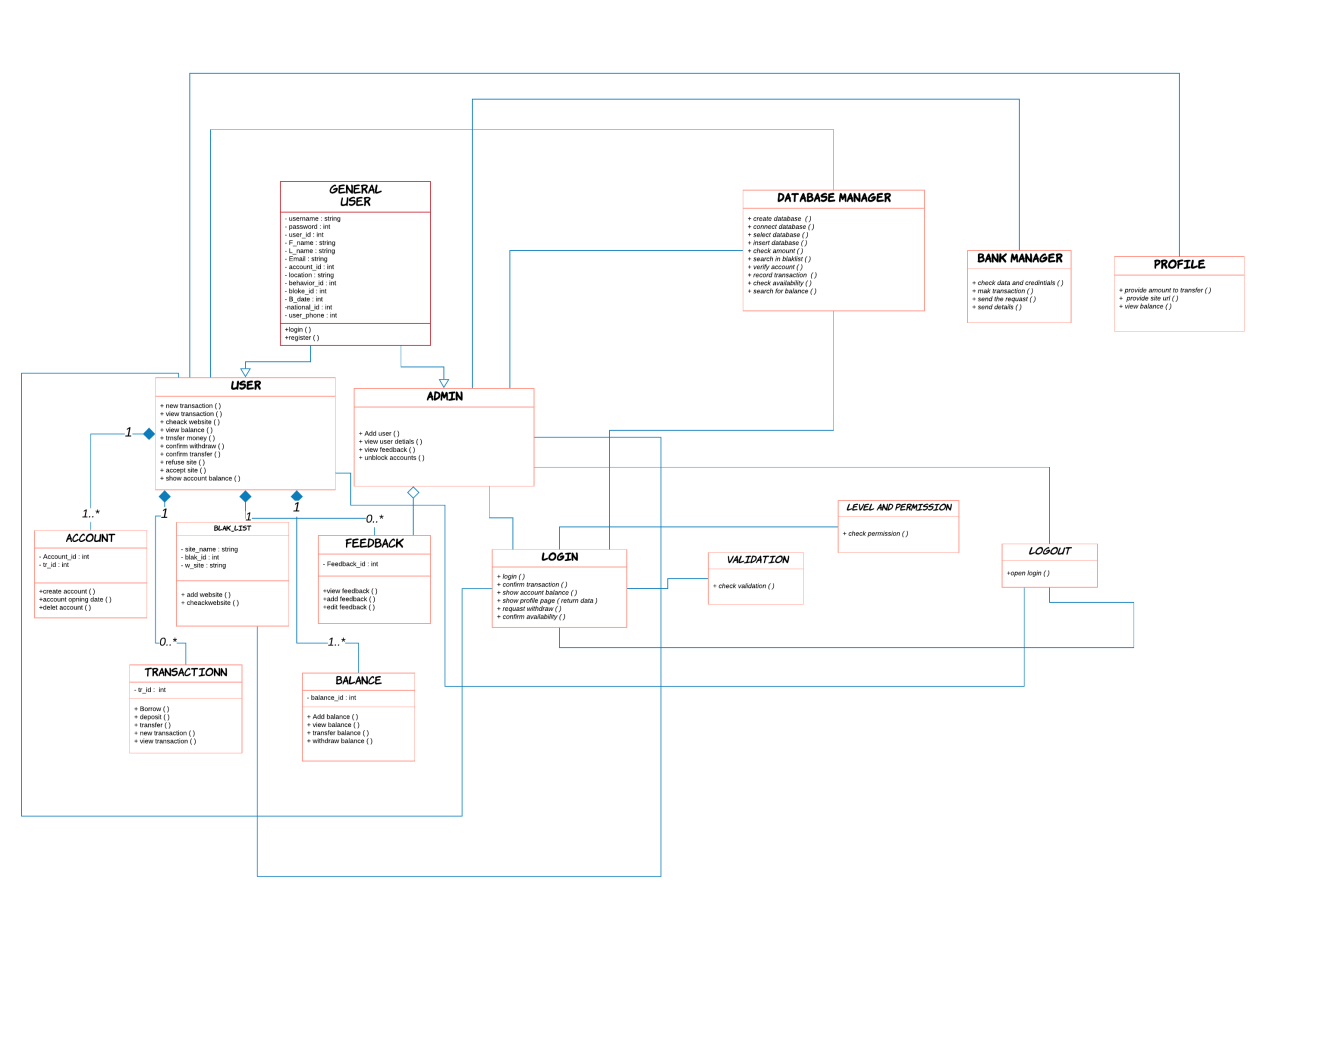 GENERAL
USER
- username : string
- password : int
- user_id : int
- F_name : string
- L_name : string
- Email : string
- account_id : int
- location : string
- behavior_id : int
- bloke_id : int
- B_date : int
-national_id : int
- user_phone : int
+login ( )
+register ( )
DATABASE MANAGER
+ create database ( )
+ connect database ( )
+ select database ( )
+ insert database ( )
+ check amount ( )
+ search in blaklist ( )
+ verify account ( )
+ record transaction ( )
+ check availability ( )
+ search for balance ( )
BANK MANAGER
+ check data and credintials ( )
+ mak transaction ( )
+ send the requast ( )
+ send details ( )
PROFILE
+ provide amount to transfer ( )
+ provide site url ( )
+ view balance ( )
USER
+ new transaction ( )
+ view transaction ( )
+ cheack website ( )
+ view balance ( )
+ trnsfer money ( )
+ confirm withdraw ( )
+ confirm transfer ( )
+ refuse site ( )
+ accept site ( )
+ show account balance ( )
ADMIN
+ Add user ( )
+ view user detials ( )
+ view feedback ( )
+ unblock accounts ( )
1
1..*
1
1
1
0..*
ACCOUNT
- Account_id : int
- tr_id : int
+create account ( )
+account opning date ( )
+delet account ( )
BLAK_LIST
- site_name : string
- blak_id : int
- w_site : string
+ add website ( )
+ cheackwebsite ( )
FEEDBACK
- Feedback_id : int
+view feedback ( )
+add feedback ( )
+edit feedback ( )
LOGIN
+ login ( )
+ confirm transaction ( )
+ show account balance ( )
+ show profile page ( return data )
+ request withdraw ( )
+ confirm availability ( )
LEVEL AND PERMISSION
+ check permission ( )
VALIDATION
+ check validation ( )
LOGOUT
+open login ( )
0..*
1..*
TRANSACTIONN
- tr_id : int
+ Borrow ( )
+ deposit ( )
+ transfer ( )
+ new transaction ( )
+ view transaction ( )
BALANCE
- balance_id : int
+ Add balance ( )
+ view balance ( )
+ transfer balance ( )
+ withdraw balance ( )